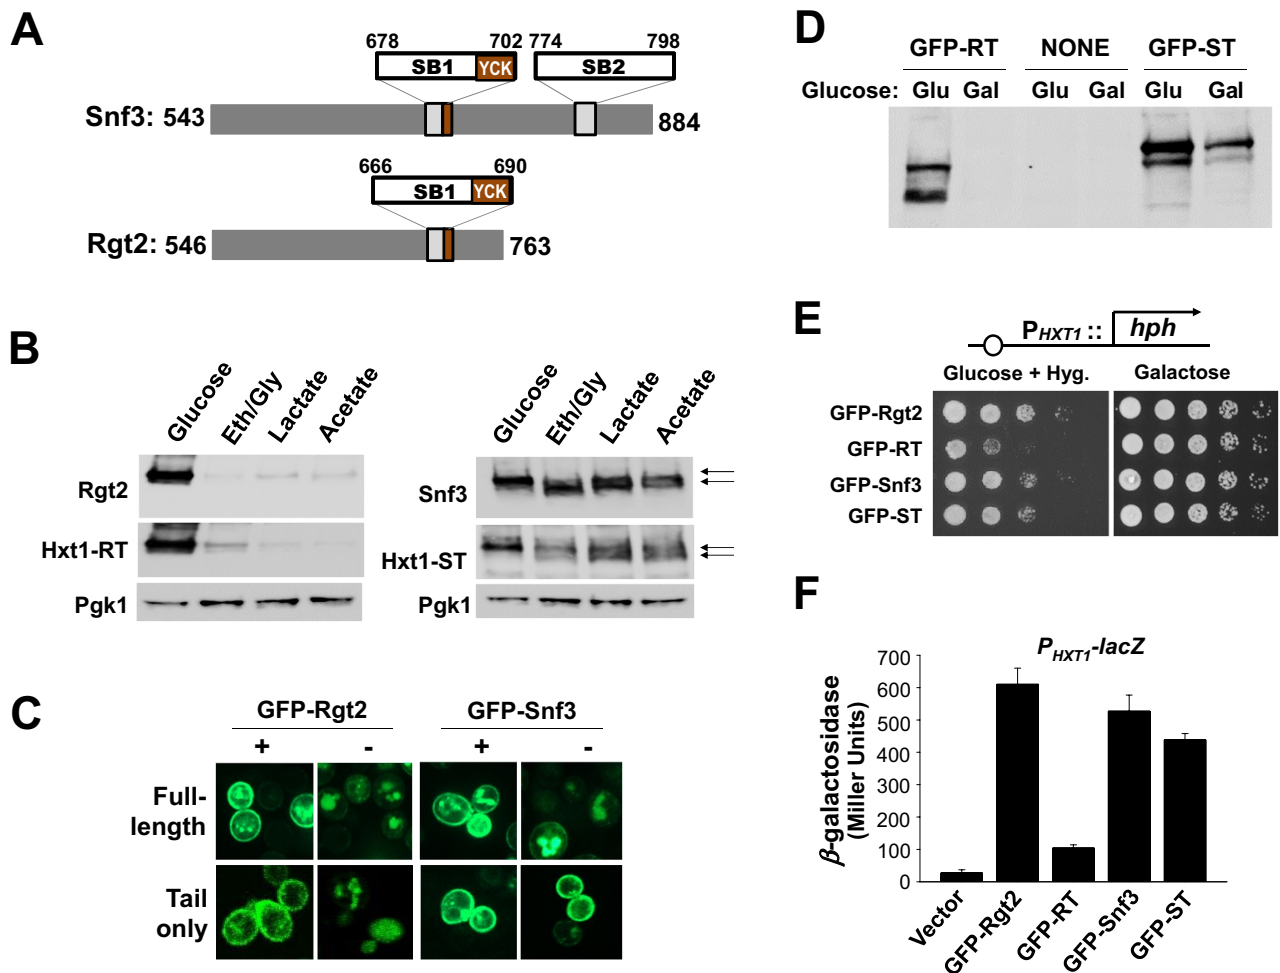 A
678 702 774 798
SB1 YCK SB2
Snf3: 543 884
666 690
SB1 YCK
Rgt2: 546 763
B
Glucose Eth/Gly Lactate Acetate
Rgt2
Hxt1-RT
Pgk1
Glucose Eth/Gly Lactate Acetate
Snf3
Hxt1-ST
Pgk1
C
GFP-Rgt2 GFP-Snf3
+ - + -
Full-
length
Tail
only
D
GFP-RT NONE GFP-ST
Glucose: Glu Gal Glu Gal Glu Gal
E
PHXT1 :: hph
Glucose + Hyg. Galactose
GFP-Rgt2
GFP-RT
GFP-Snf3
GFP-ST
F
PHXT1-lacZ
β-galactosidase
(Miller Units)
700
600
500
400
300
200
100
0
Vector GFP-Rgt2 GFP-RT GFP-Snf3 GFP-ST